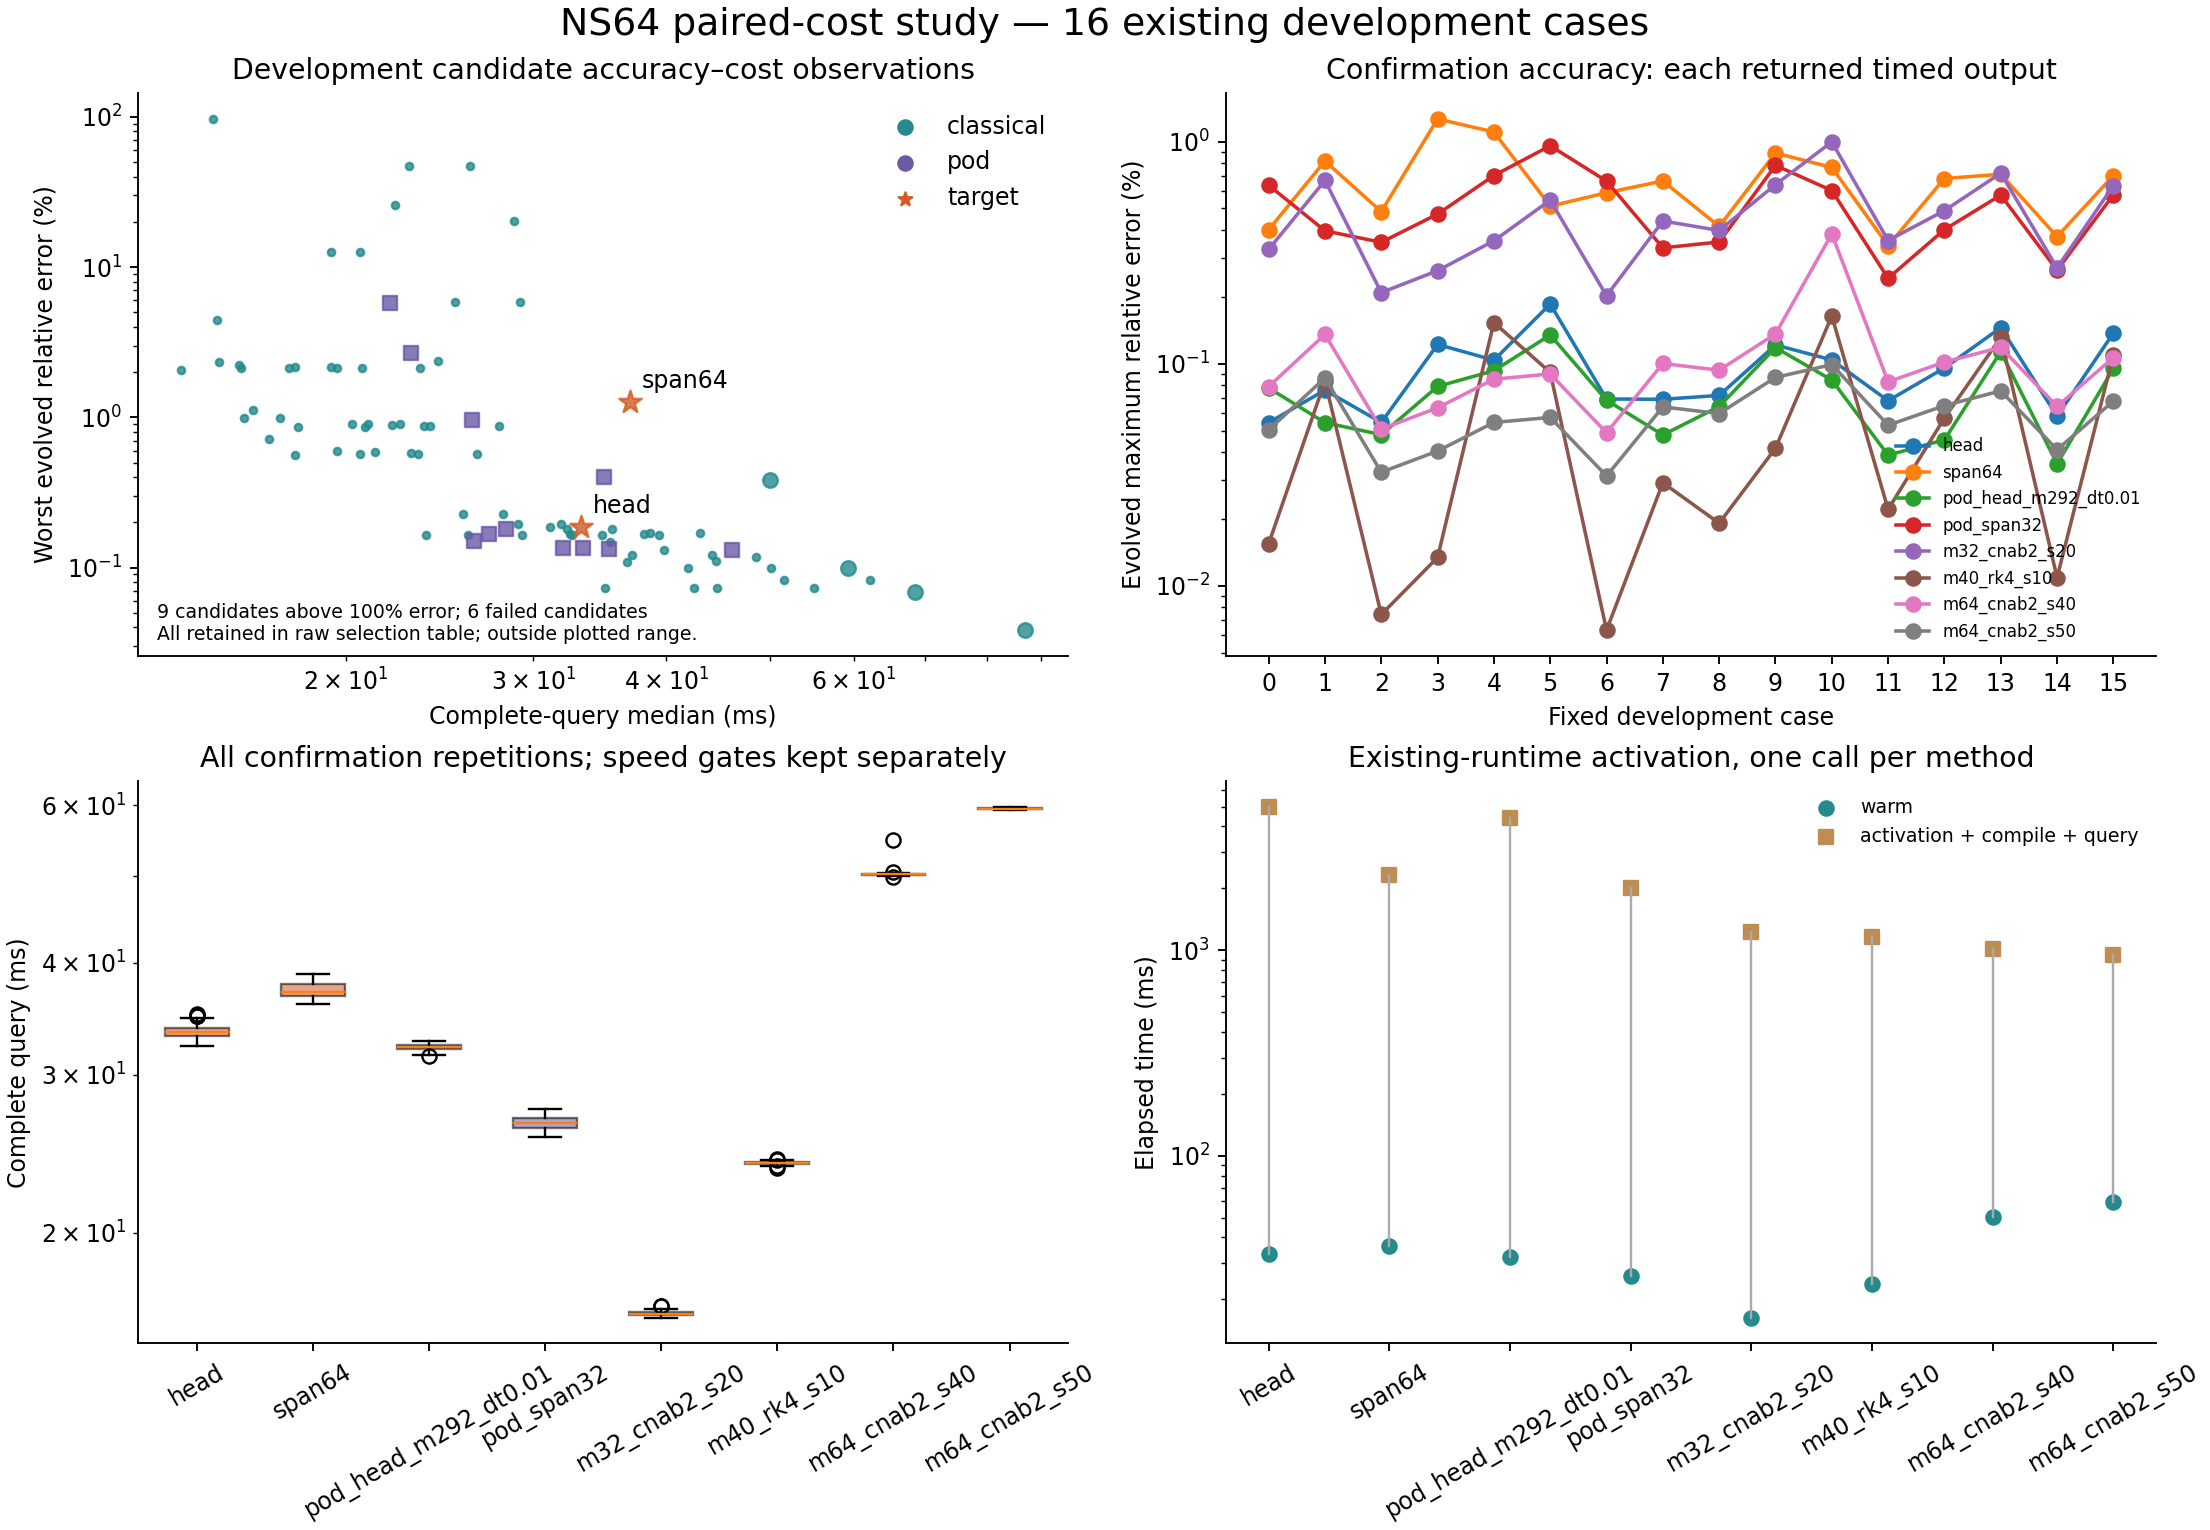 NS64 paired-cost study — 16 existing development cases
Development candidate accuracy–cost observations
Worst evolved relative error (%)
10²
10¹
10⁰
10⁻¹
classical
pod
target
span64
head
9 candidates above 100% error; 6 failed candidates
All retained in raw selection table; outside plotted range.
2 × 10¹
3 × 10¹
4 × 10¹
6 × 10¹
Complete-query median (ms)
Confirmation accuracy: each returned timed output
Evolved maximum relative error (%)
10⁰
10⁻¹
10⁻²
head
span64
pod_head_m292_dt0.01
pod_span32
m32_cnab2_s20
m40_rk4_s10
m64_cnab2_s40
m64_cnab2_s50
0 1 2 3 4 5 6 7 8 9 10 11 12 13 14 15
Fixed development case
All confirmation repetitions; speed gates kept separately
Complete query (ms)
6 × 10¹
4 × 10¹
3 × 10¹
2 × 10¹
head
span64
pod_head_m292_dt0.01
pod_span32
m32_cnab2_s20
m40_rk4_s10
m64_cnab2_s40
m64_cnab2_s50
Existing-runtime activation, one call per method
Elapsed time (ms)
10³
10²
warm
activation + compile + query
head
span64
pod_head_m292_dt0.01
pod_span32
m32_cnab2_s20
m40_rk4_s10
m64_cnab2_s40
m64_cnab2_s50